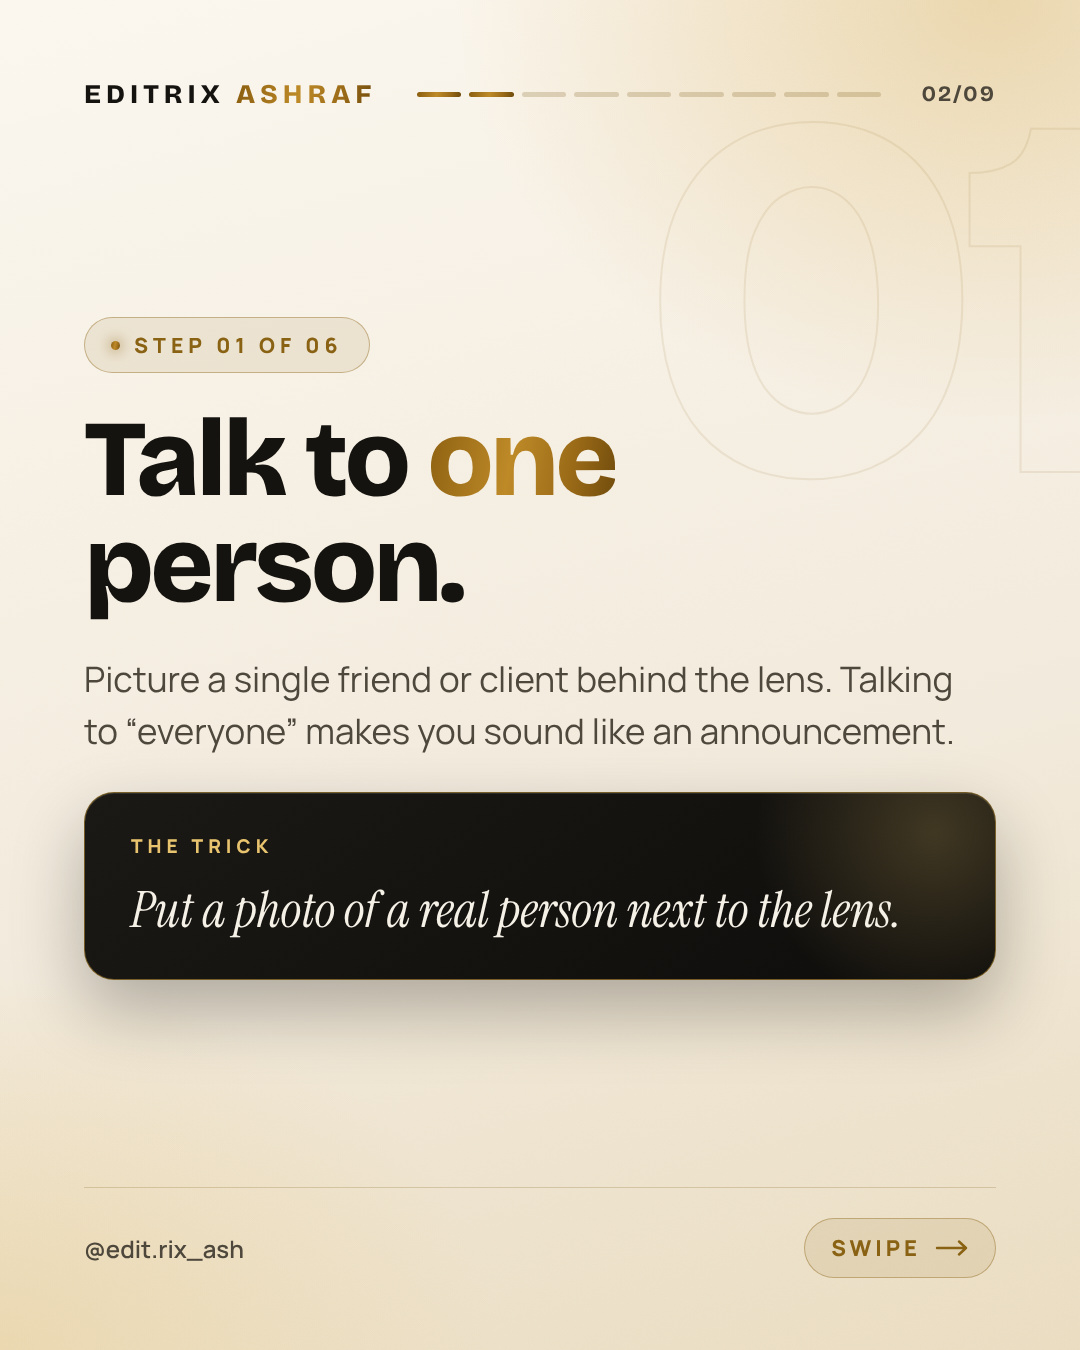 EDITRIX ASHRAF
02/09
01
STEP 01 OF 06
Talk to one
person.
Picture a single friend or client behind the lens. Talking
to “everyone” makes you sound like an announcement.
THE TRICK
Put a photo of a real person next to the lens.
@edit.rix_ash
SWIPE →